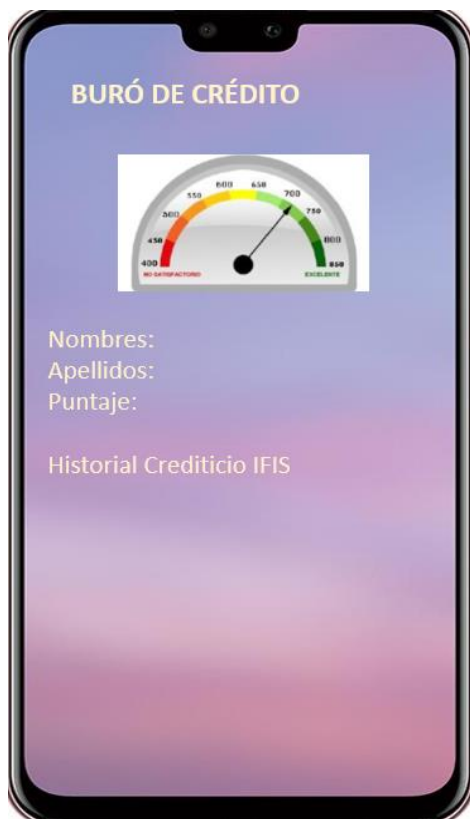 BURÓ DE CRÉDITO
400 450 500 550 600 650 700 750 800 850
NO SATISFACTORIO EXCELENTE
Nombres:
Apellidos:
Puntaje:
Historial Crediticio IFIS